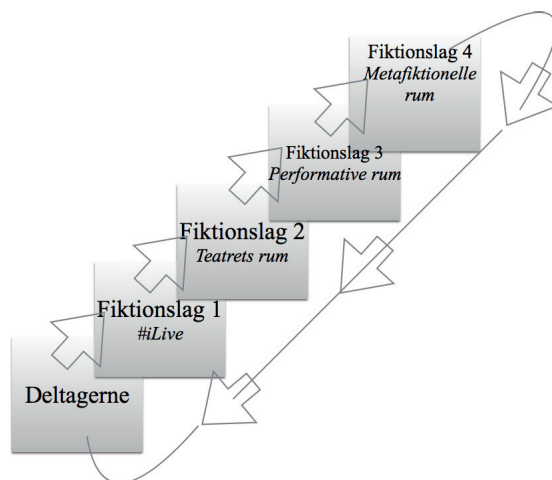 Fiktionslag 4
Metafiktionelle
rum
Fiktionslag 3
Performative rum
Fiktionslag 2
Teatrets rum
Fiktionslag 1
#iLive
Deltagerne